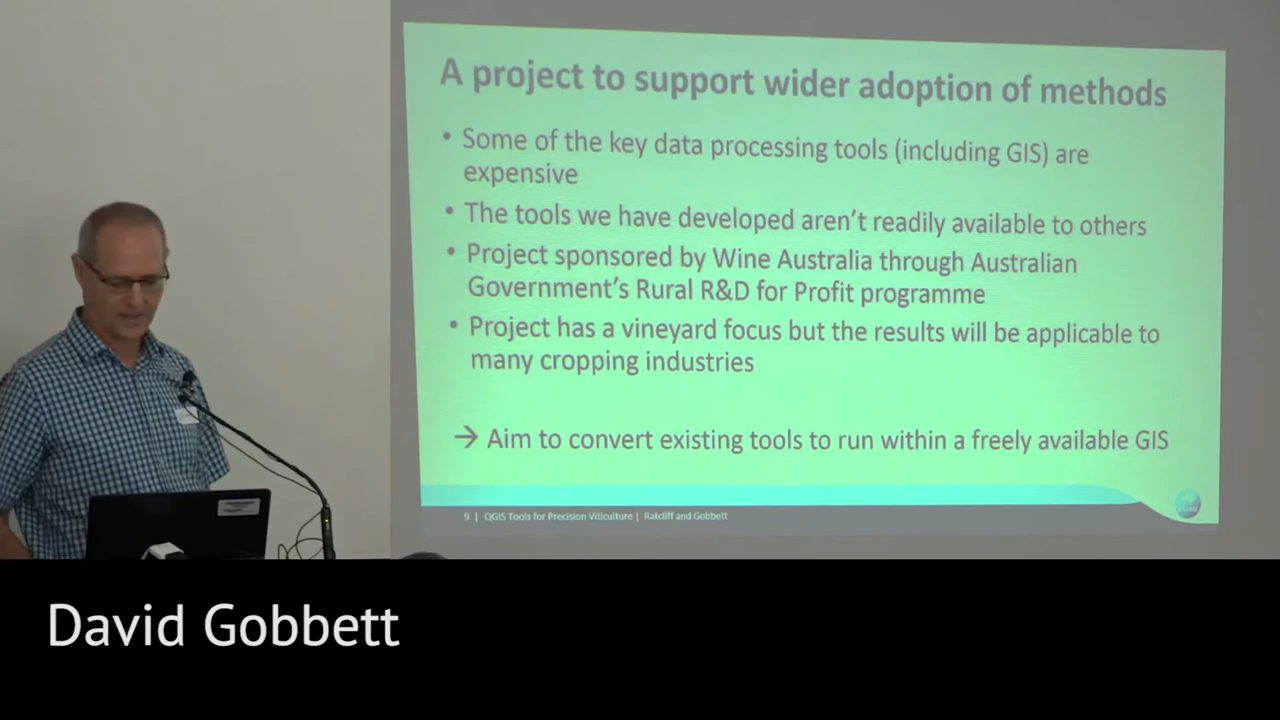 A project to support wider adoption of methods
• Some of the key data processing tools (including GIS) are
expensive
• The tools we have developed aren't readily available to others
• Project sponsored by Wine Australia through Australian
Government's Rural R&D for Profit programme
• Project has a vineyard focus but the results will be applicable to
many cropping industries
→ Aim to convert existing tools to run within a freely available GIS
9 | QGIS Tools for Precision Viticulture | Ratcliff and Gobbett
David Gobbett